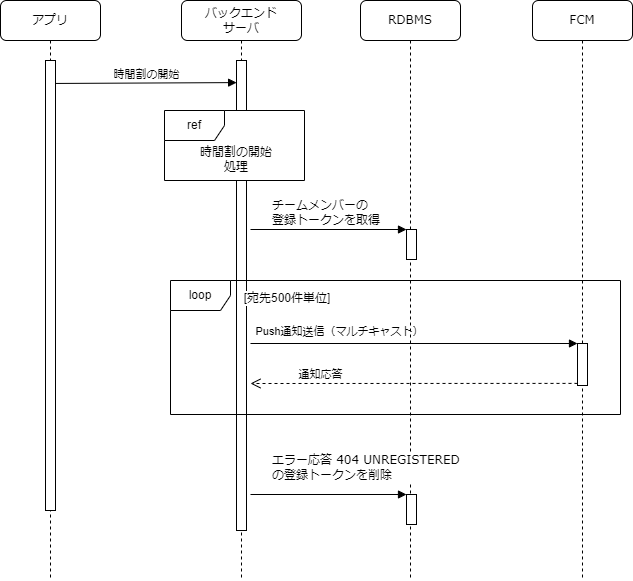 アプリ
バックエンド
サーバ
RDBMS
FCM
時間割の開始
ref
時間割の開始
処理
チームメンバーの
登録トークンを取得
loop
[宛先500件単位]
Push通知送信（マルチキャスト）
通知応答
エラー応答 404 UNREGISTERED
の登録トークンを削除